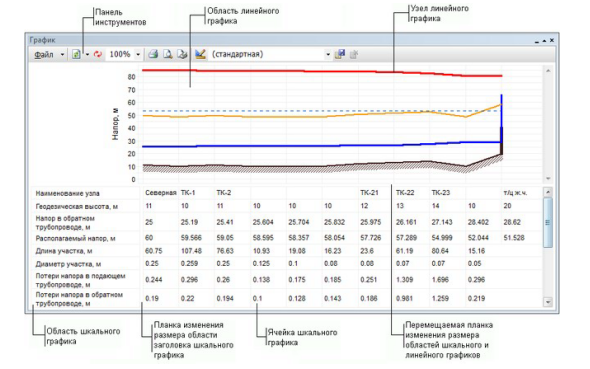 Панель инструментов
Область линейного графика
Узел линейного графика
График
Файл 100% (стандартная)
Напор, м
80
70
60
50
40
30
20
10
0
Наименование узла Северная ТК-1 ТК-2 ТК-21 ТК-22 ТК-23 т/ц ж.ч.
Геодезическая высота, м 11 10 11 10 10 10 12 13 14 10 20
Напор в обратном трубопроводе, м 25 25.19 25.41 25.604 25.704 25.832 25.975 26.161 27.143 28.402 28.62
Располагаемый напор, м 60 59.566 59.05 58.595 58.357 58.054 57.726 57.289 54.999 52.044 51.528
Длина участка, м 60.75 107.48 76.63 10.93 19.08 16.23 23.6 61.19 80.64 15.16
Диаметр участка, м 0.25 0.259 0.25 0.125 0.1 0.08 0.08 0.07 0.07 0.05
Потери напора в подающем трубопроводе, м 0.244 0.296 0.26 0.138 0.175 0.185 0.251 1.309 1.696 0.296
Потери напора в обратном трубопроводе, м 0.19 0.22 0.194 0.1 0.128 0.143 0.186 0.981 1.259 0.219
Область шкального графика
Планка изменения размера области заголовка шкального графика
Ячейка шкального графика
Перемещаемая планка изменения размера областей шкального и линейного графиков